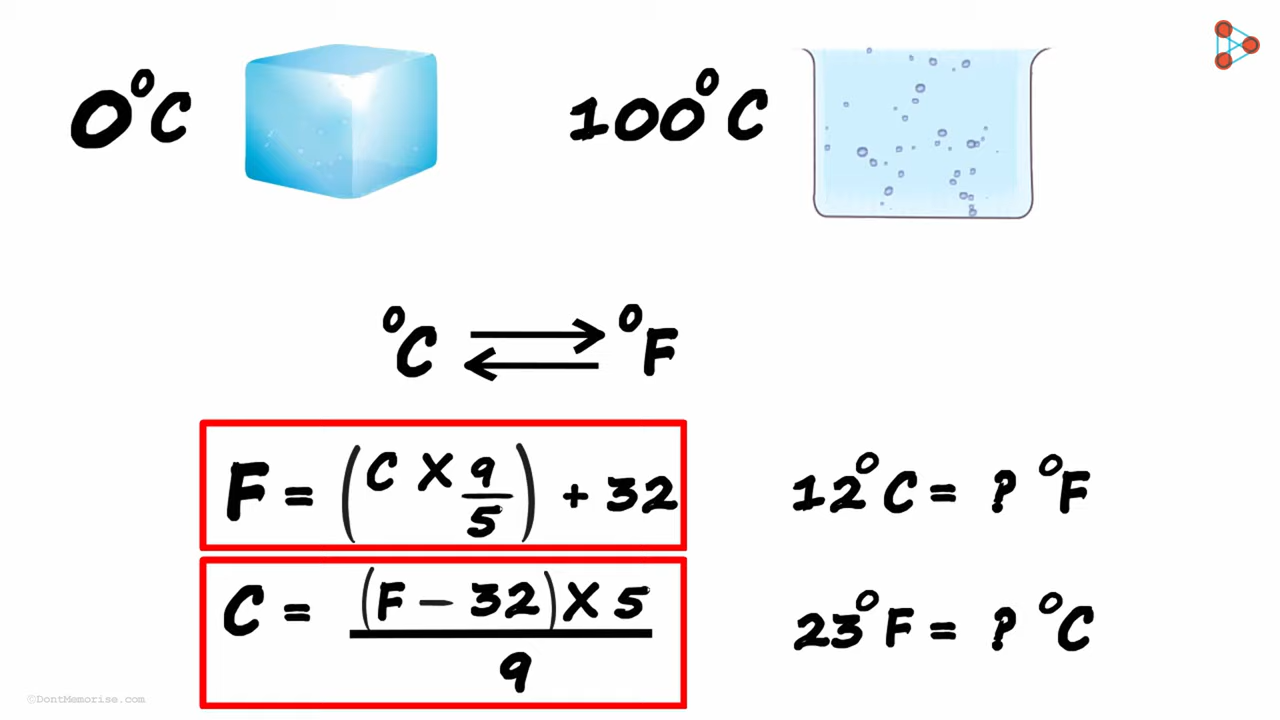 0°C
100°C
°C ⇄ °F
F = (C X 9/5) + 32
12°C = ? °F
C = (F - 32) X 5 / 9
23°F = ? °C
©DontMemorise.com